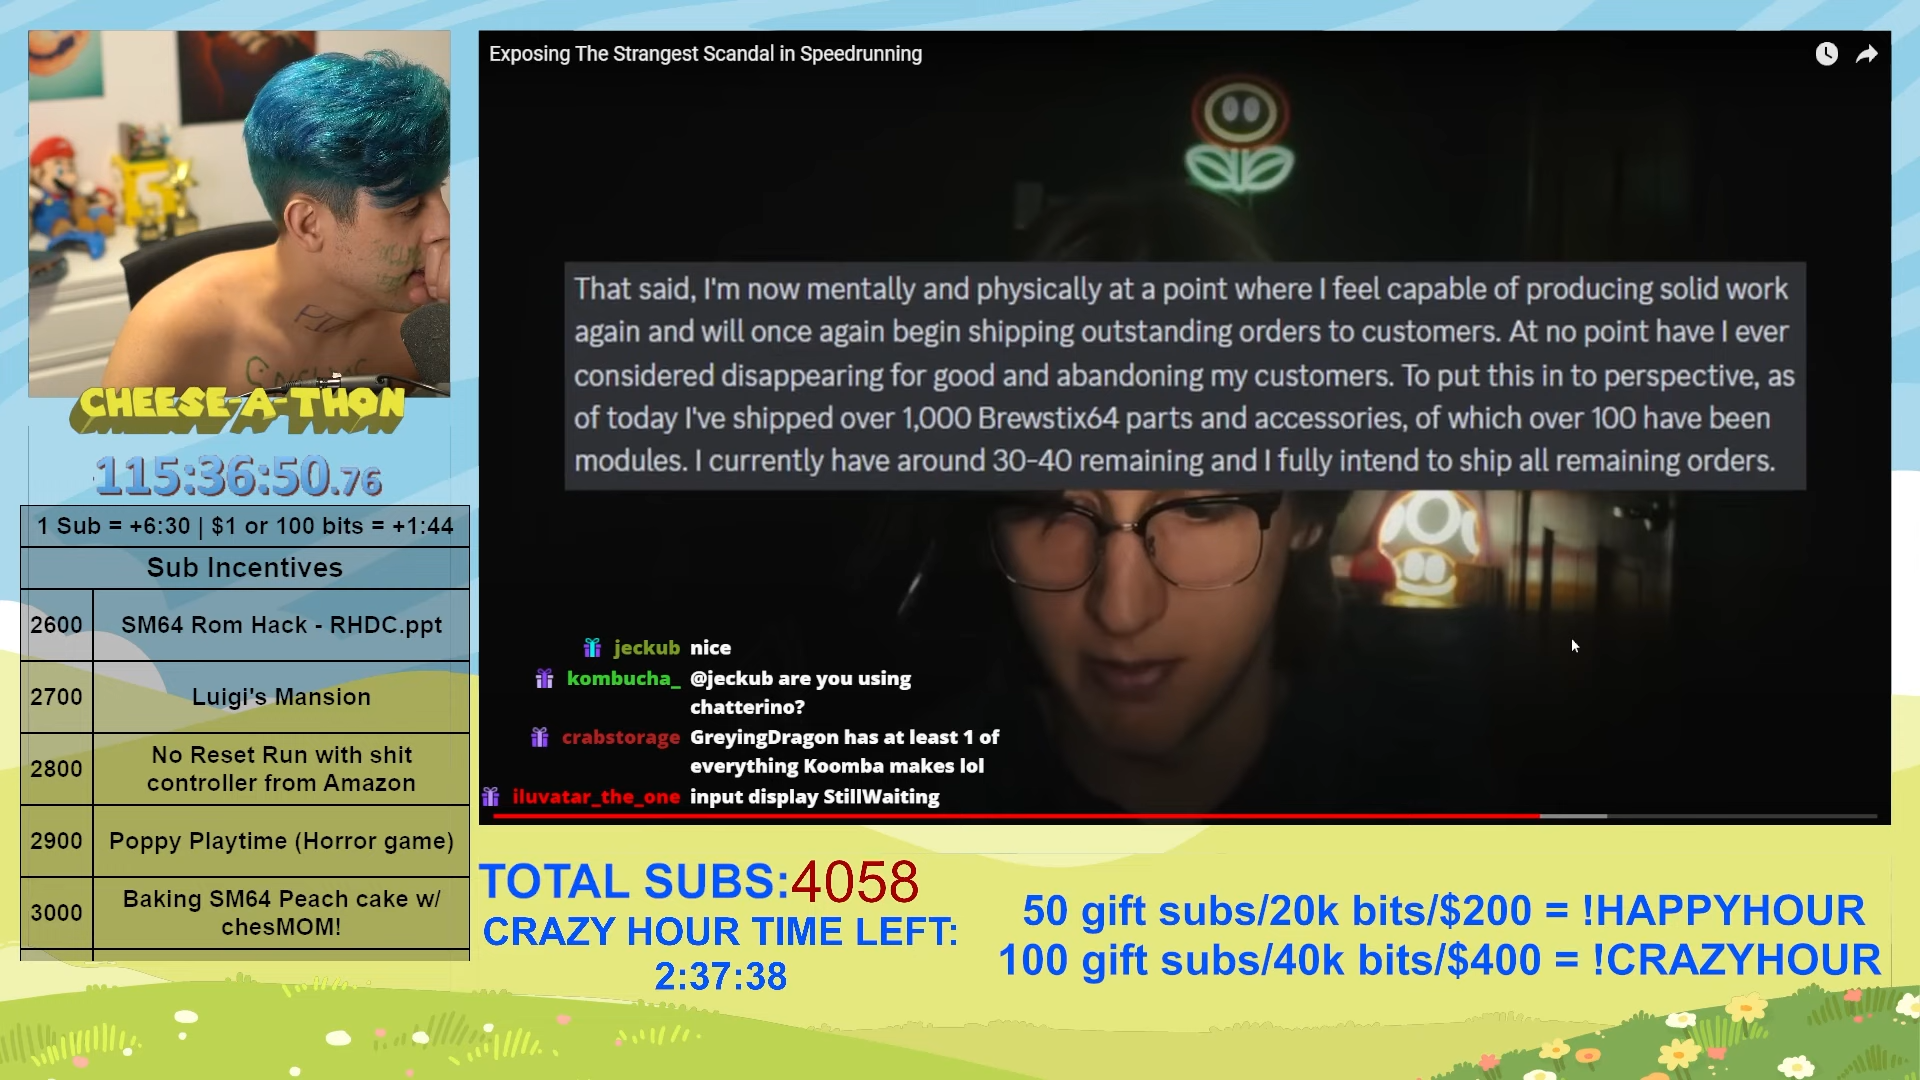 Exposing The Strangest Scandal in Speedrunning
That said, I'm now mentally and physically at a point where I feel capable of producing solid work
again and will once again begin shipping outstanding orders to customers. At no point have I ever
considered disappearing for good and abandoning my customers. To put this in to perspective, as
of today I've shipped over 1,000 Brewstix64 parts and accessories, of which over 100 have been
modules. I currently have around 30-40 remaining and I fully intend to ship all remaining orders.
jeckub nice
kombucha_ @jeckub are you using
chatterino?
crabstorage GreyingDragon has at least 1 of
everything Koomba makes lol
iluvatar_the_one input display StillWaiting
CHEESE-A-THON
115:36:50.76
1 Sub = +6:30 | $1 or 100 bits = +1:44
Sub Incentives
2600 SM64 Rom Hack - RHDC.ppt
2700 Luigi's Mansion
2800 No Reset Run with shit
controller from Amazon
2900 Poppy Playtime (Horror game)
3000 Baking SM64 Peach cake w/
chesMOM!
TOTAL SUBS:4058
CRAZY HOUR TIME LEFT:
2:37:38
50 gift subs/20k bits/$200 = !HAPPYHOUR
100 gift subs/40k bits/$400 = !CRAZYHOUR